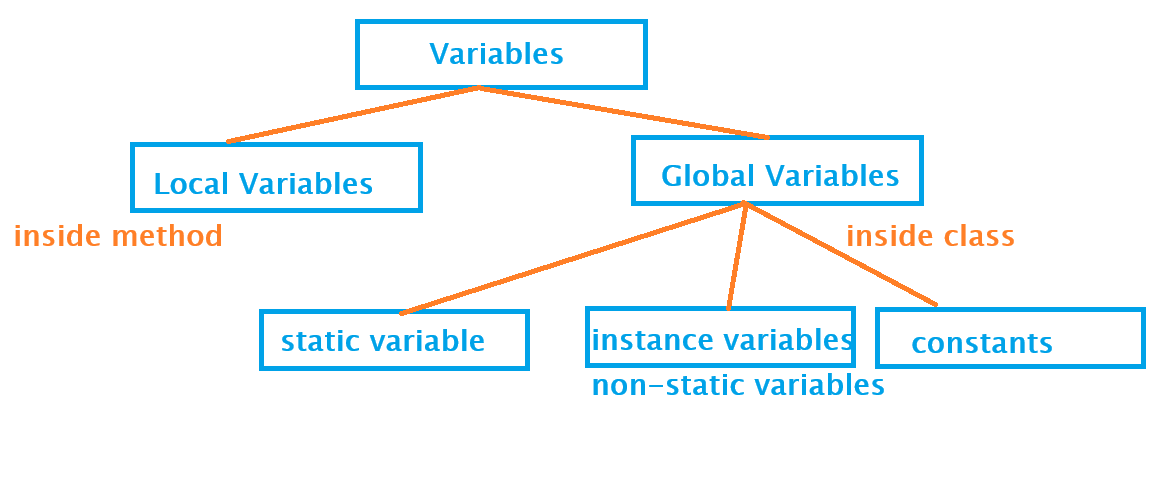 Variables
Local Variables
Global Variables
inside method
inside class
static variable
instance variables
constants
non-static variables